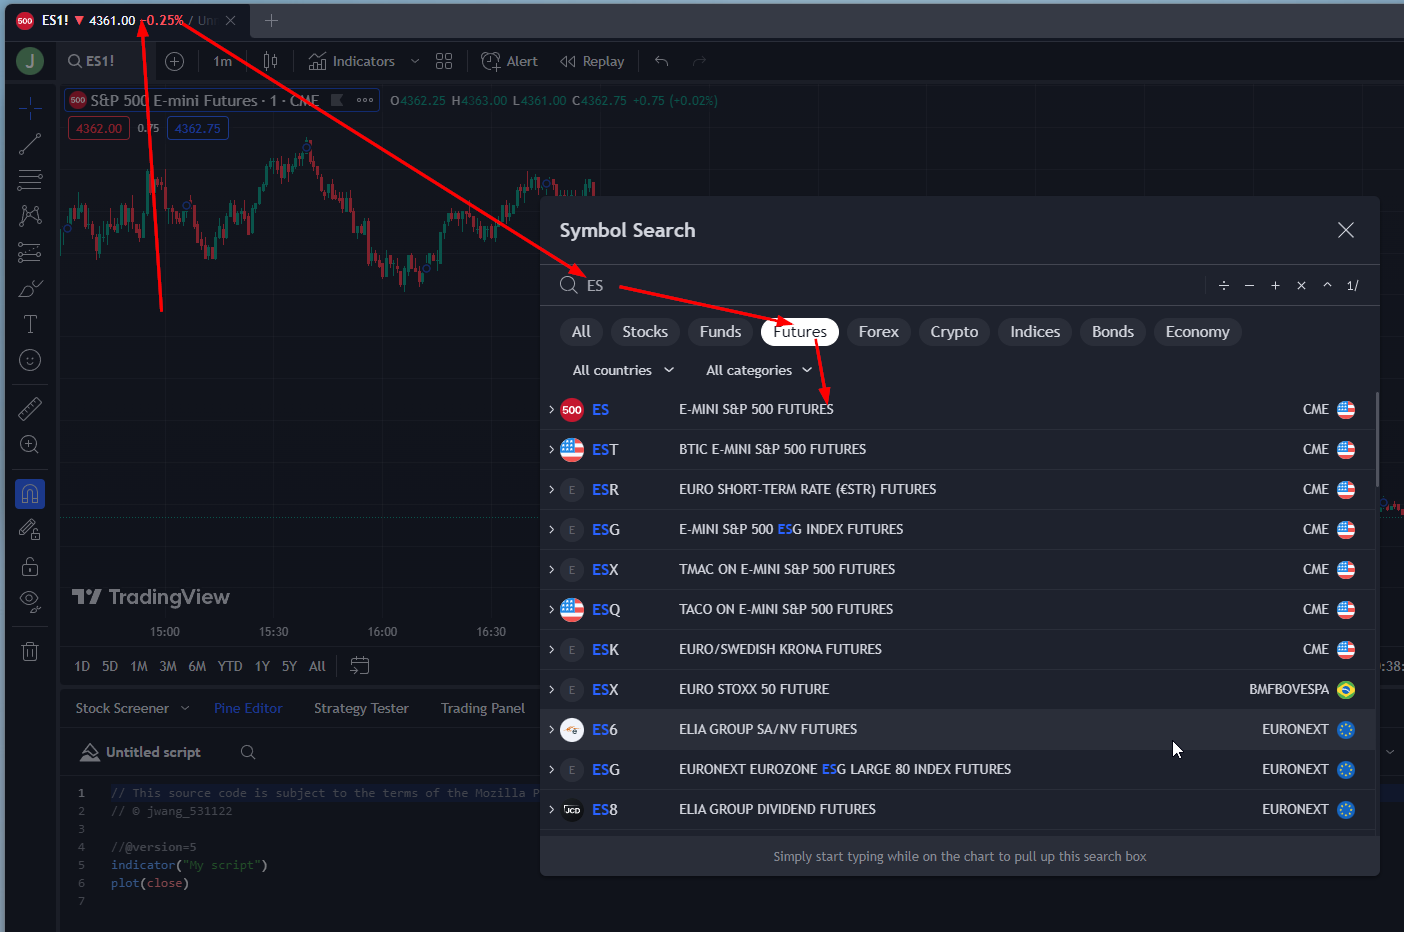 500 ES1! ▼ 4361.00 −0.25% / Un
J ES1! 1m Indicators Alert Replay
500 S&P 500 E-mini Futures · 1 · CME O4362.25 H4363.00 L4361.00 C4362.75 +0.75 (+0.02%)
4362.00 0.75 4362.75
TradingView
15:00 15:30 16:00 16:30
1D 5D 1M 3M 6M YTD 1Y 5Y All
:38:
Stock Screener Pine Editor Strategy Tester Trading Panel
Untitled script
1 // This source code is subject to the terms of the Mozilla P
2 // © jwang_531122
3
4 //@version=5
5 indicator("My script")
6 plot(close)
7
Symbol Search
ES ÷ − + × ^ 1/
All Stocks Funds Futures Forex Crypto Indices Bonds Economy
All countries All categories
500 ES E-MINI S&P 500 FUTURES CME
EST BTIC E-MINI S&P 500 FUTURES CME
E ESR EURO SHORT-TERM RATE (€STR) FUTURES CME
E ESG E-MINI S&P 500 ESG INDEX FUTURES CME
E ESX TMAC ON E-MINI S&P 500 FUTURES CME
ESQ TACO ON E-MINI S&P 500 FUTURES CME
E ESK EURO/SWEDISH KRONA FUTURES CME
E ESX EURO STOXX 50 FUTURE BMFBOVESPA
e ES6 ELIA GROUP SA/NV FUTURES EURONEXT
E ESG EURONEXT EUROZONE ESG LARGE 80 INDEX FUTURES EURONEXT
JCD ES8 ELIA GROUP DIVIDEND FUTURES EURONEXT
Simply start typing while on the chart to pull up this search box